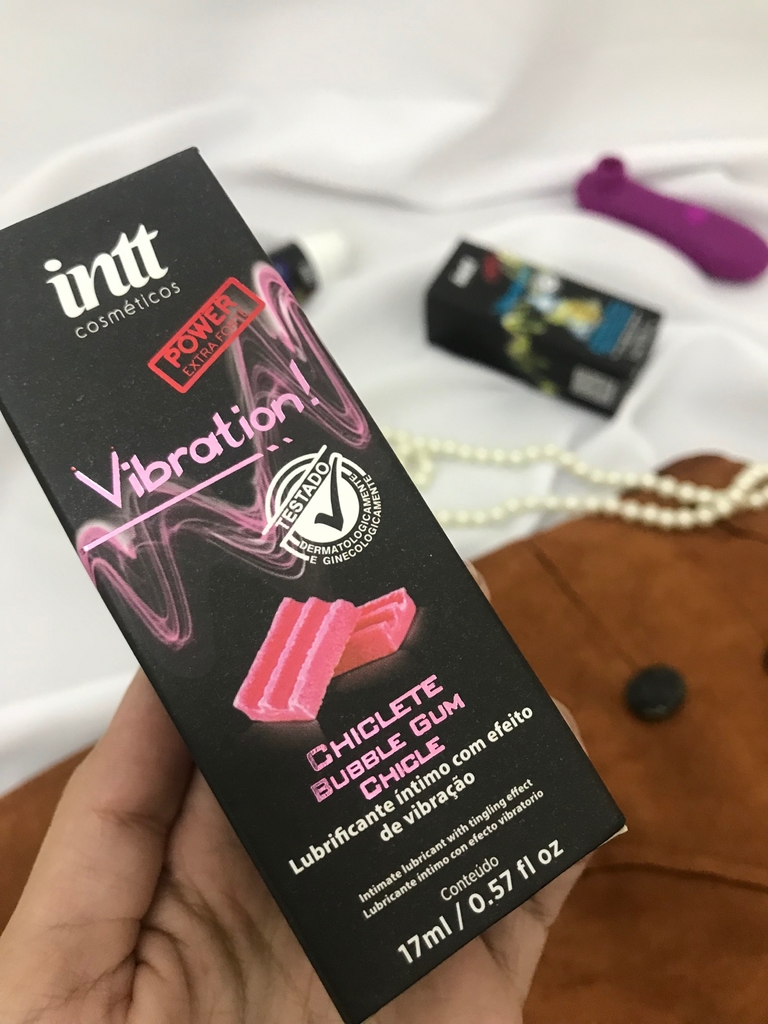 intt
cosméticos
POWER
EXTRA FORTE
Vibration!
TESTADO
DERMATOLOGICAMENTE
E GINECOLOGICAMENTE
CHICLETE
BUBBLE GUM
CHICLE
Lubrificante íntimo com efeito
de vibração
Intimate lubricant with tingling effect
Lubricante íntimo con efecto vibratorio
Conteúdo
17ml / 0.57 fl oz
intt